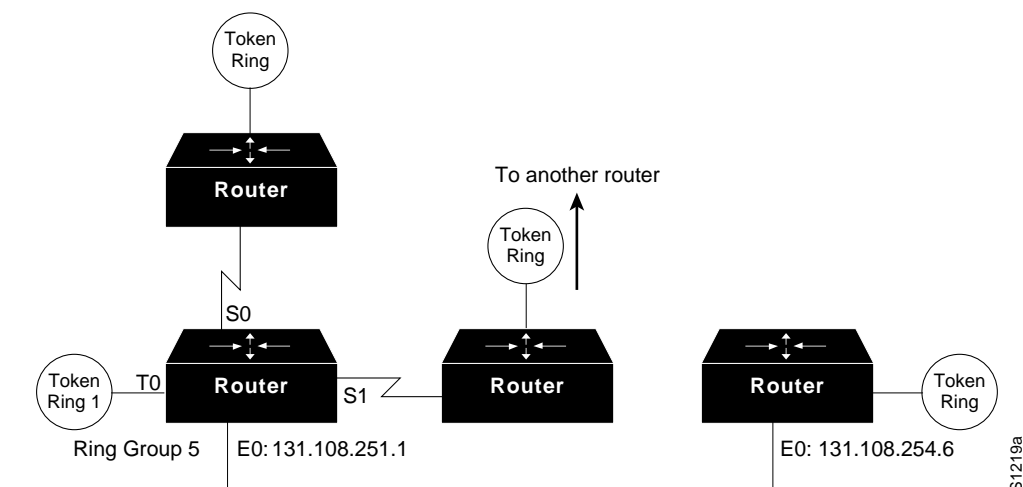 Token
Ring
Router
To another router
Token
Ring
S0
Token
Ring 1
T0
Router
S1
Router
Router
Token
Ring
Ring Group 5
E0: 131.108.251.1
E0: 131.108.254.6
S1219a